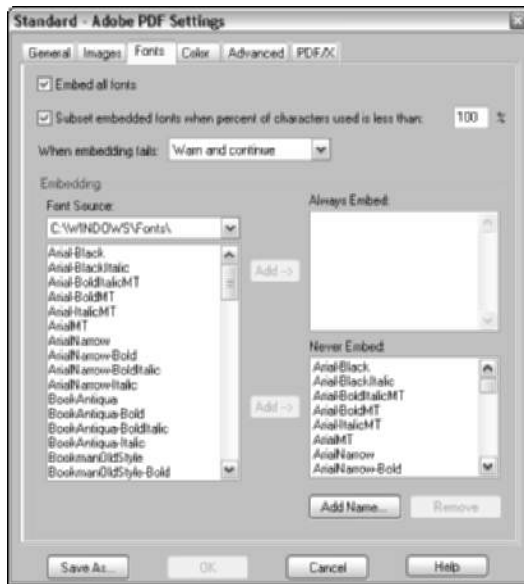 Standard - Adobe PDF Settings
General Images Fonts Color Advanced PDF/X
Embed all fonts
Subset embedded fonts when percent of characters used is less than: 100 %
When embedding fails: Warn and continue
Embedding
Font Source:
C:\WINDOWS\Fonts\
Arial-Black
Arial-BlackItalic
Arial-BoldItalicMT
Arial-BoldMT
Arial-ItalicMT
ArialMT
ArialNarrow
ArialNarrow-Bold
ArialNarrow-BoldItalic
ArialNarrow-Italic
BookAntiqua
BookAntiqua-Bold
BookAntiqua-BoldItalic
BookAntiqua-Italic
BookmanOldStyle
BookmanOldStyle-Bold
Add ->
Add ->
Always Embed:
Never Embed:
Arial-Black
Arial-BlackItalic
Arial-BoldItalicMT
Arial-BoldMT
Arial-ItalicMT
ArialMT
ArialNarrow
ArialNarrow-Bold
Add Name... Remove
Save As... OK Cancel Help